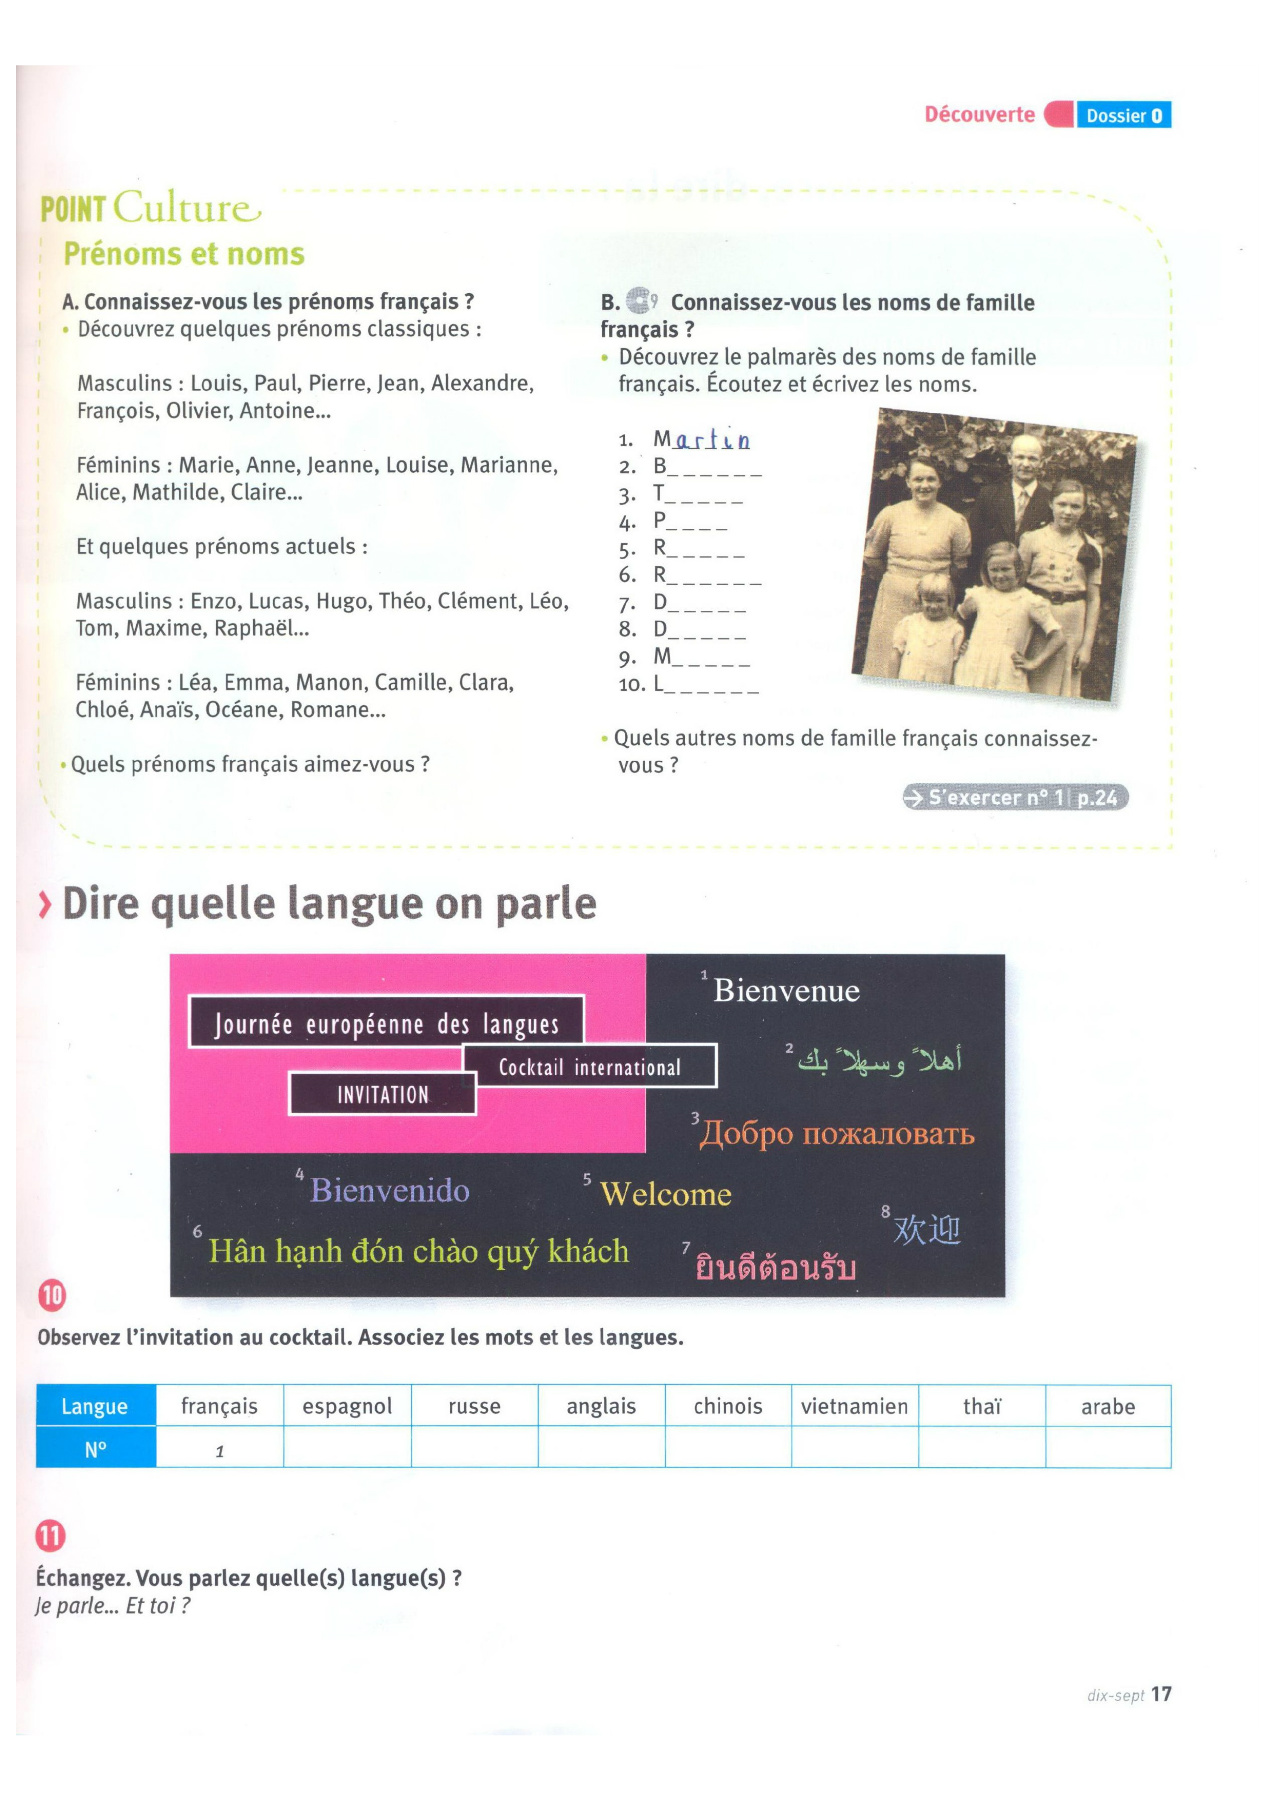 Découverte Dossier 0
POINT Culture
Prénoms et noms
A. Connaissez-vous les prénoms français ?
• Découvrez quelques prénoms classiques :
Masculins : Louis, Paul, Pierre, Jean, Alexandre,
François, Olivier, Antoine...
Féminins : Marie, Anne, Jeanne, Louise, Marianne,
Alice, Mathilde, Claire...
Et quelques prénoms actuels :
Masculins : Enzo, Lucas, Hugo, Théo, Clément, Léo,
Tom, Maxime, Raphaël...
Féminins : Léa, Emma, Manon, Camille, Clara,
Chloé, Anaïs, Océane, Romane...
• Quels prénoms français aimez-vous ?
B. 9 Connaissez-vous les noms de famille
français ?
• Découvrez le palmarès des noms de famille
français. Écoutez et écrivez les noms.
1. Martin
2. B_ _ _ _ _ _
3. T_ _ _ _ _
4. P_ _ _ _
5. R_ _ _ _ _
6. R_ _ _ _ _ _
7. D_ _ _ _ _
8. D_ _ _ _ _
9. M_ _ _ _ _
10. L_ _ _ _ _ _
• Quels autres noms de famille français connaissez-
vous ?
→ S'exercer n° 1 | p.24
› Dire quelle langue on parle
Journée européenne des langues
Cocktail international
INVITATION
1 Bienvenue
2 أهلاً وسهلاً بك
3 Добро пожаловать
4 Bienvenido
5 Welcome
6 Hân hạnh đón chào quý khách
7 ยินดีต้อนรับ
8 欢迎
10
Observez l'invitation au cocktail. Associez les mots et les langues.
Langue français espagnol russe anglais chinois vietnamien thaï arabe
N° 1
11
Échangez. Vous parlez quelle(s) langue(s) ?
Je parle... Et toi ?
dix-sept 17